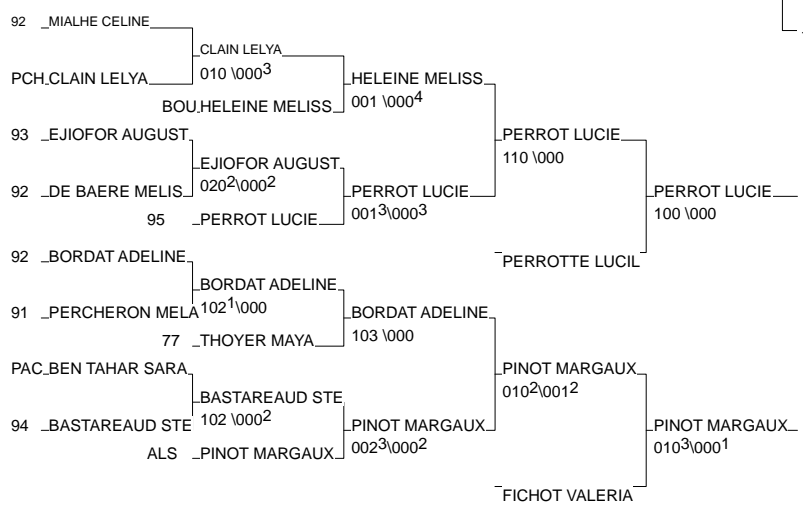 92 MIALHE CELINE
CLAIN LELYA
010 \000³
PCH CLAIN LELYA
HELEINE MELISS
001 \000⁴
BOU HELEINE MELISS
93 EJIOFOR AUGUST
PERROT LUCIE
110 \000
EJIOFOR AUGUST
020²\000²
92 DE BAERE MELIS
PERROT LUCIE
001³\000³
PERROT LUCIE
100 \000
95 PERROT LUCIE
92 BORDAT ADELINE
PERROTTE LUCIL
BORDAT ADELINE
102¹\000
91 PERCHERON MELA
BORDAT ADELINE
103 \000
77 THOYER MAYA
PAC BEN TAHAR SARA
PINOT MARGAUX
010²\001²
BASTAREAUD STE
102 \000²
94 BASTAREAUD STE
PINOT MARGAUX
002³\000²
PINOT MARGAUX
010³\000¹
ALS PINOT MARGAUX
FICHOT VALERIA